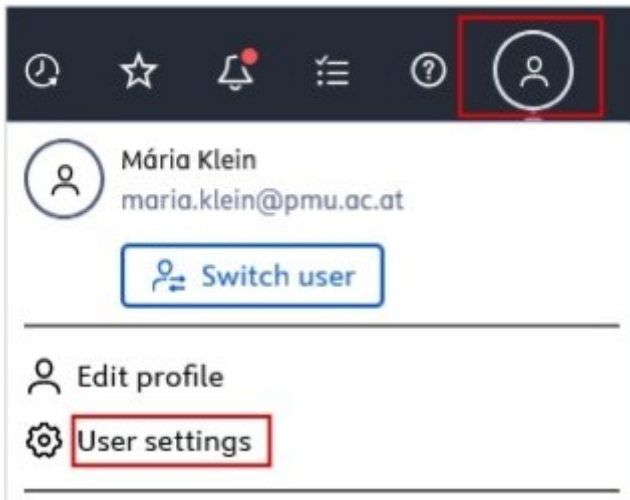 Mária Klein
maria.klein@pmu.ac.at
Switch user
Edit profile
User settings